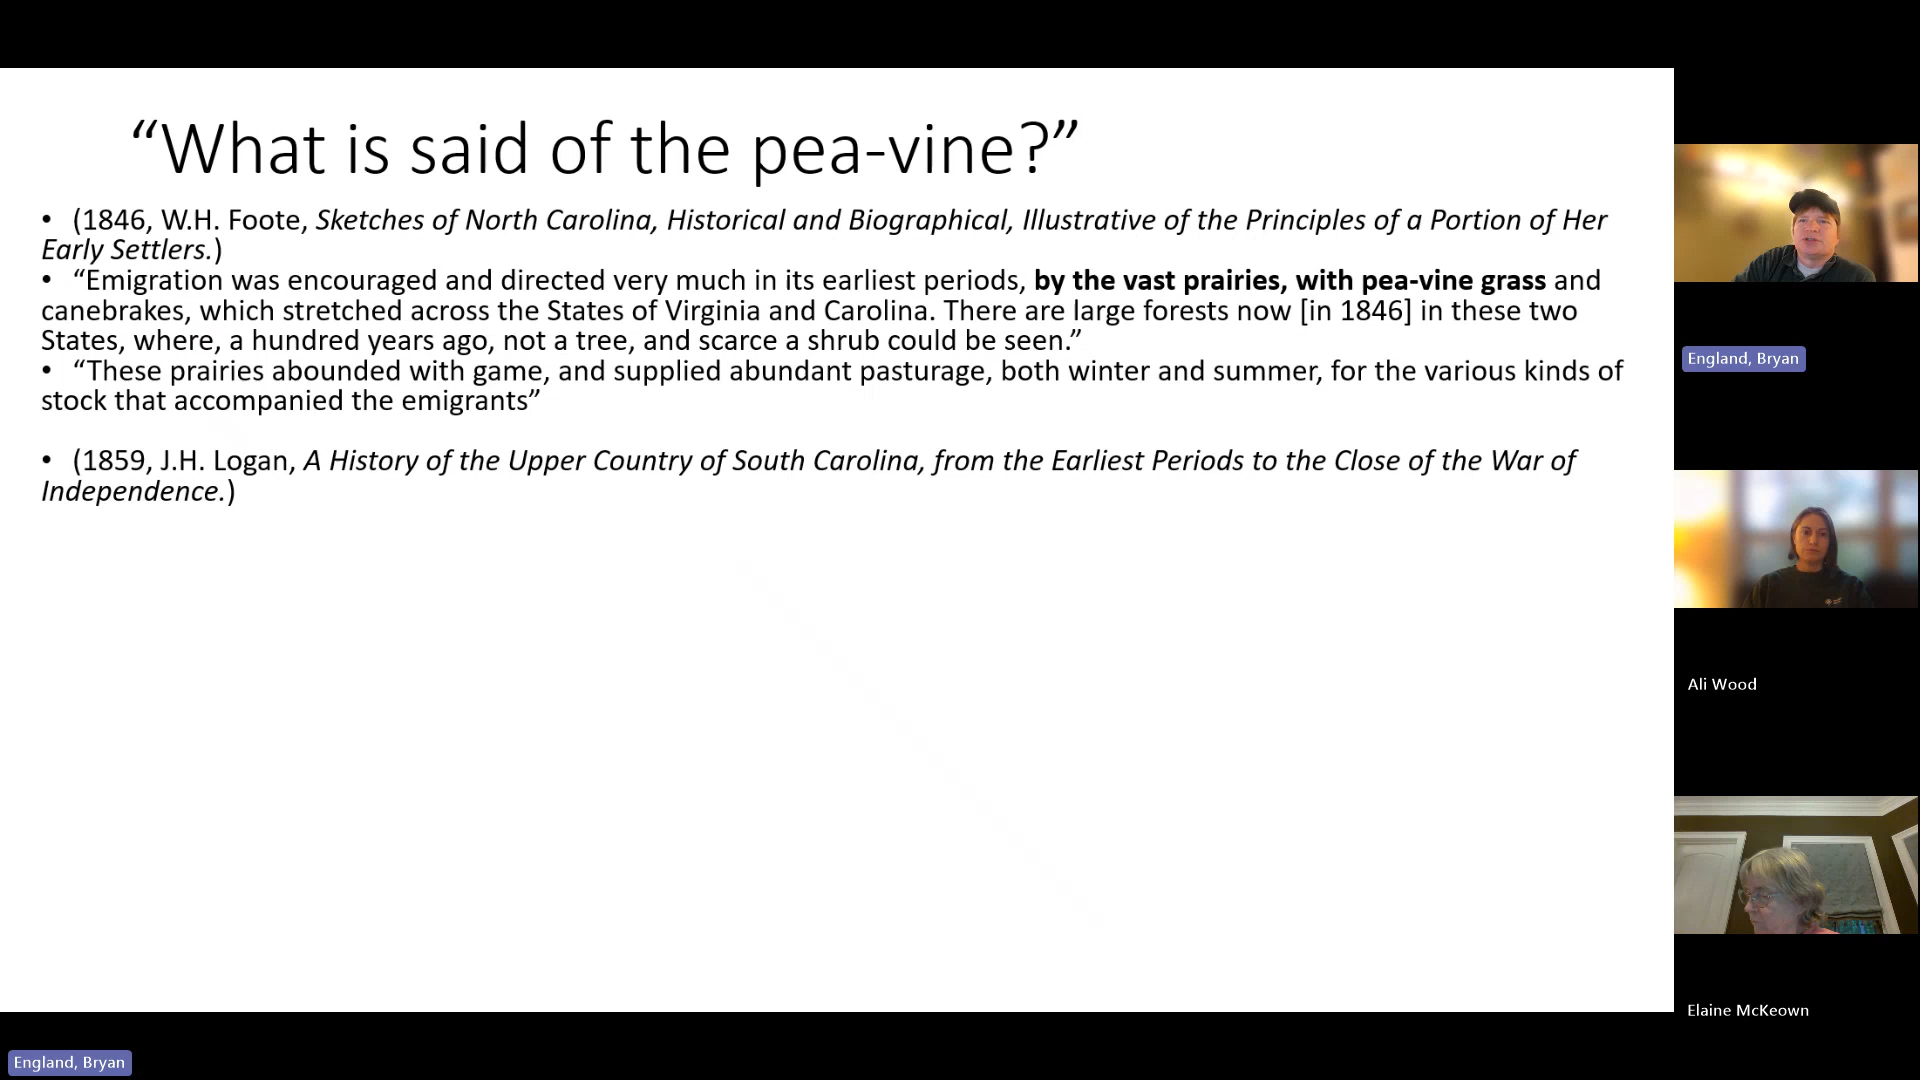 “What is said of the pea-vine?”
• (1846, W.H. Foote, Sketches of North Carolina, Historical and Biographical, Illustrative of the Principles of a Portion of Her
Early Settlers.)
• “Emigration was encouraged and directed very much in its earliest periods, by the vast prairies, with pea-vine grass and
canebrakes, which stretched across the States of Virginia and Carolina. There are large forests now [in 1846] in these two
States, where, a hundred years ago, not a tree, and scarce a shrub could be seen.”
• “These prairies abounded with game, and supplied abundant pasturage, both winter and summer, for the various kinds of
stock that accompanied the emigrants”
• (1859, J.H. Logan, A History of the Upper Country of South Carolina, from the Earliest Periods to the Close of the War of
Independence.)
England, Bryan
Ali Wood
Elaine McKeown
England, Bryan